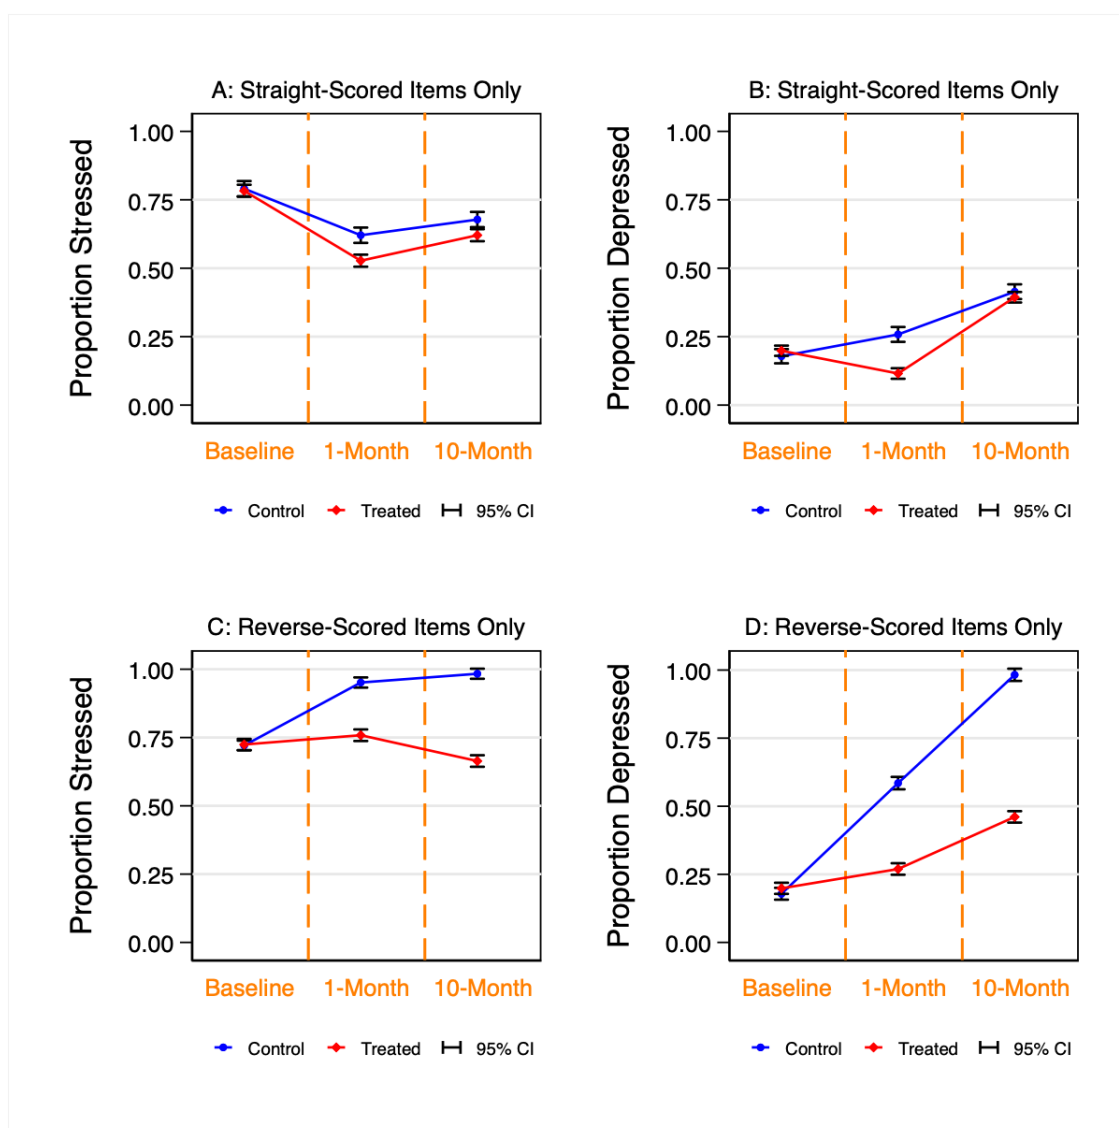 A: Straight-Scored Items Only
Proportion Stressed
1.00
0.75
0.50
0.25
0.00
Baseline 1-Month 10-Month
Control Treated 95% CI
B: Straight-Scored Items Only
Proportion Depressed
1.00
0.75
0.50
0.25
0.00
Baseline 1-Month 10-Month
Control Treated 95% CI
C: Reverse-Scored Items Only
Proportion Stressed
1.00
0.75
0.50
0.25
0.00
Baseline 1-Month 10-Month
Control Treated 95% CI
D: Reverse-Scored Items Only
Proportion Depressed
1.00
0.75
0.50
0.25
0.00
Baseline 1-Month 10-Month
Control Treated 95% CI